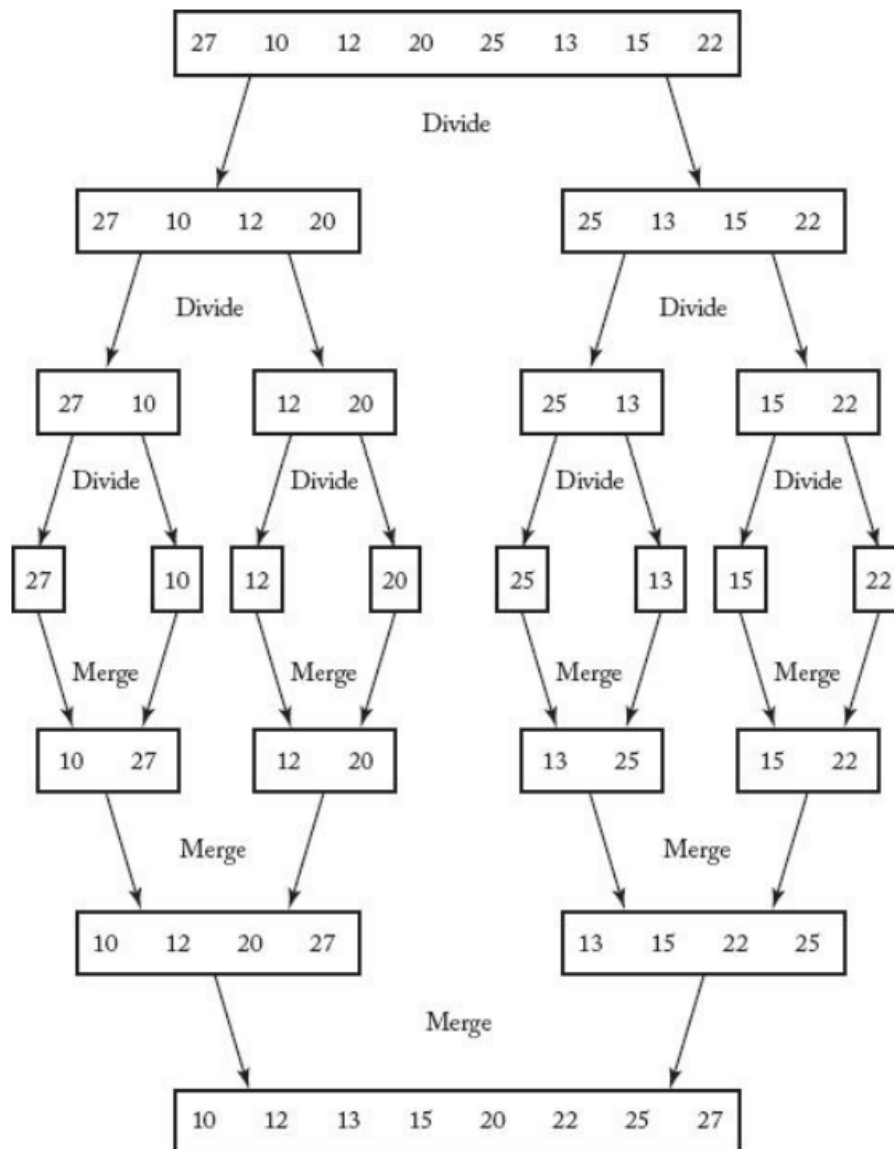 27 10 12 20 25 13 15 22
Divide
27 10 12 20 25 13 15 22
Divide Divide
27 10 12 20 25 13 15 22
Divide Divide Divide Divide
27 10 12 20 25 13 15 22
Merge Merge Merge Merge
10 27 12 20 13 25 15 22
Merge Merge
10 12 20 27 13 15 22 25
Merge
10 12 13 15 20 22 25 27